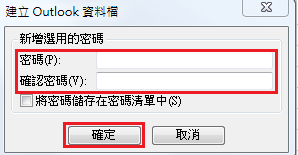 建立 Outlook 資料檔
新增選用的密碼
密碼(P):
確認密碼(V):
將密碼儲存在密碼清單中(S)
確定
取消